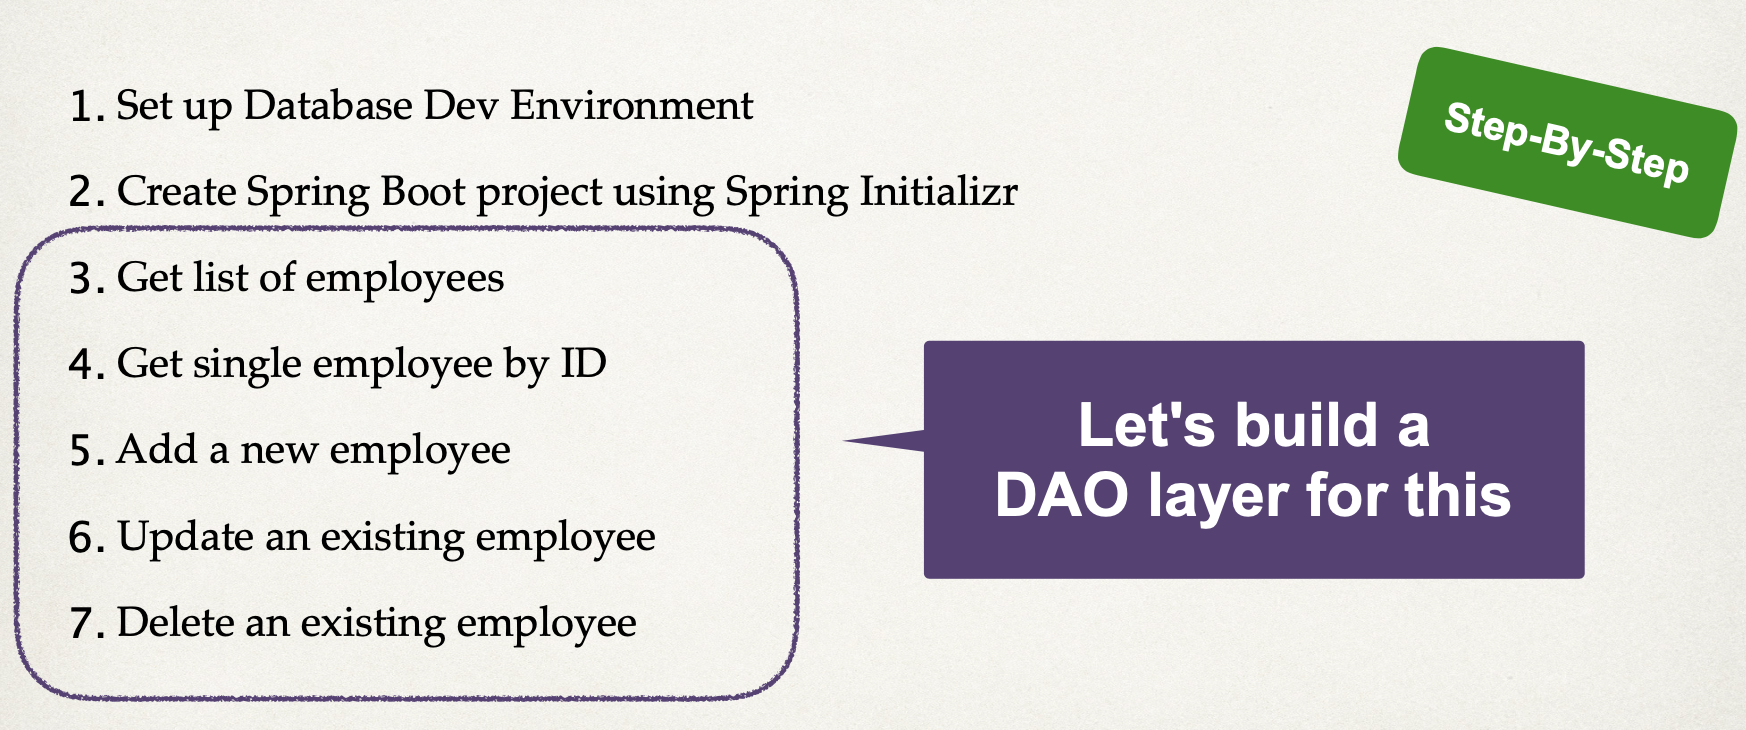 1. Set up Database Dev Environment
2. Create Spring Boot project using Spring Initializr
3. Get list of employees
4. Get single employee by ID
5. Add a new employee
6. Update an existing employee
7. Delete an existing employee
Step-By-Step
Let's build a
DAO layer for this